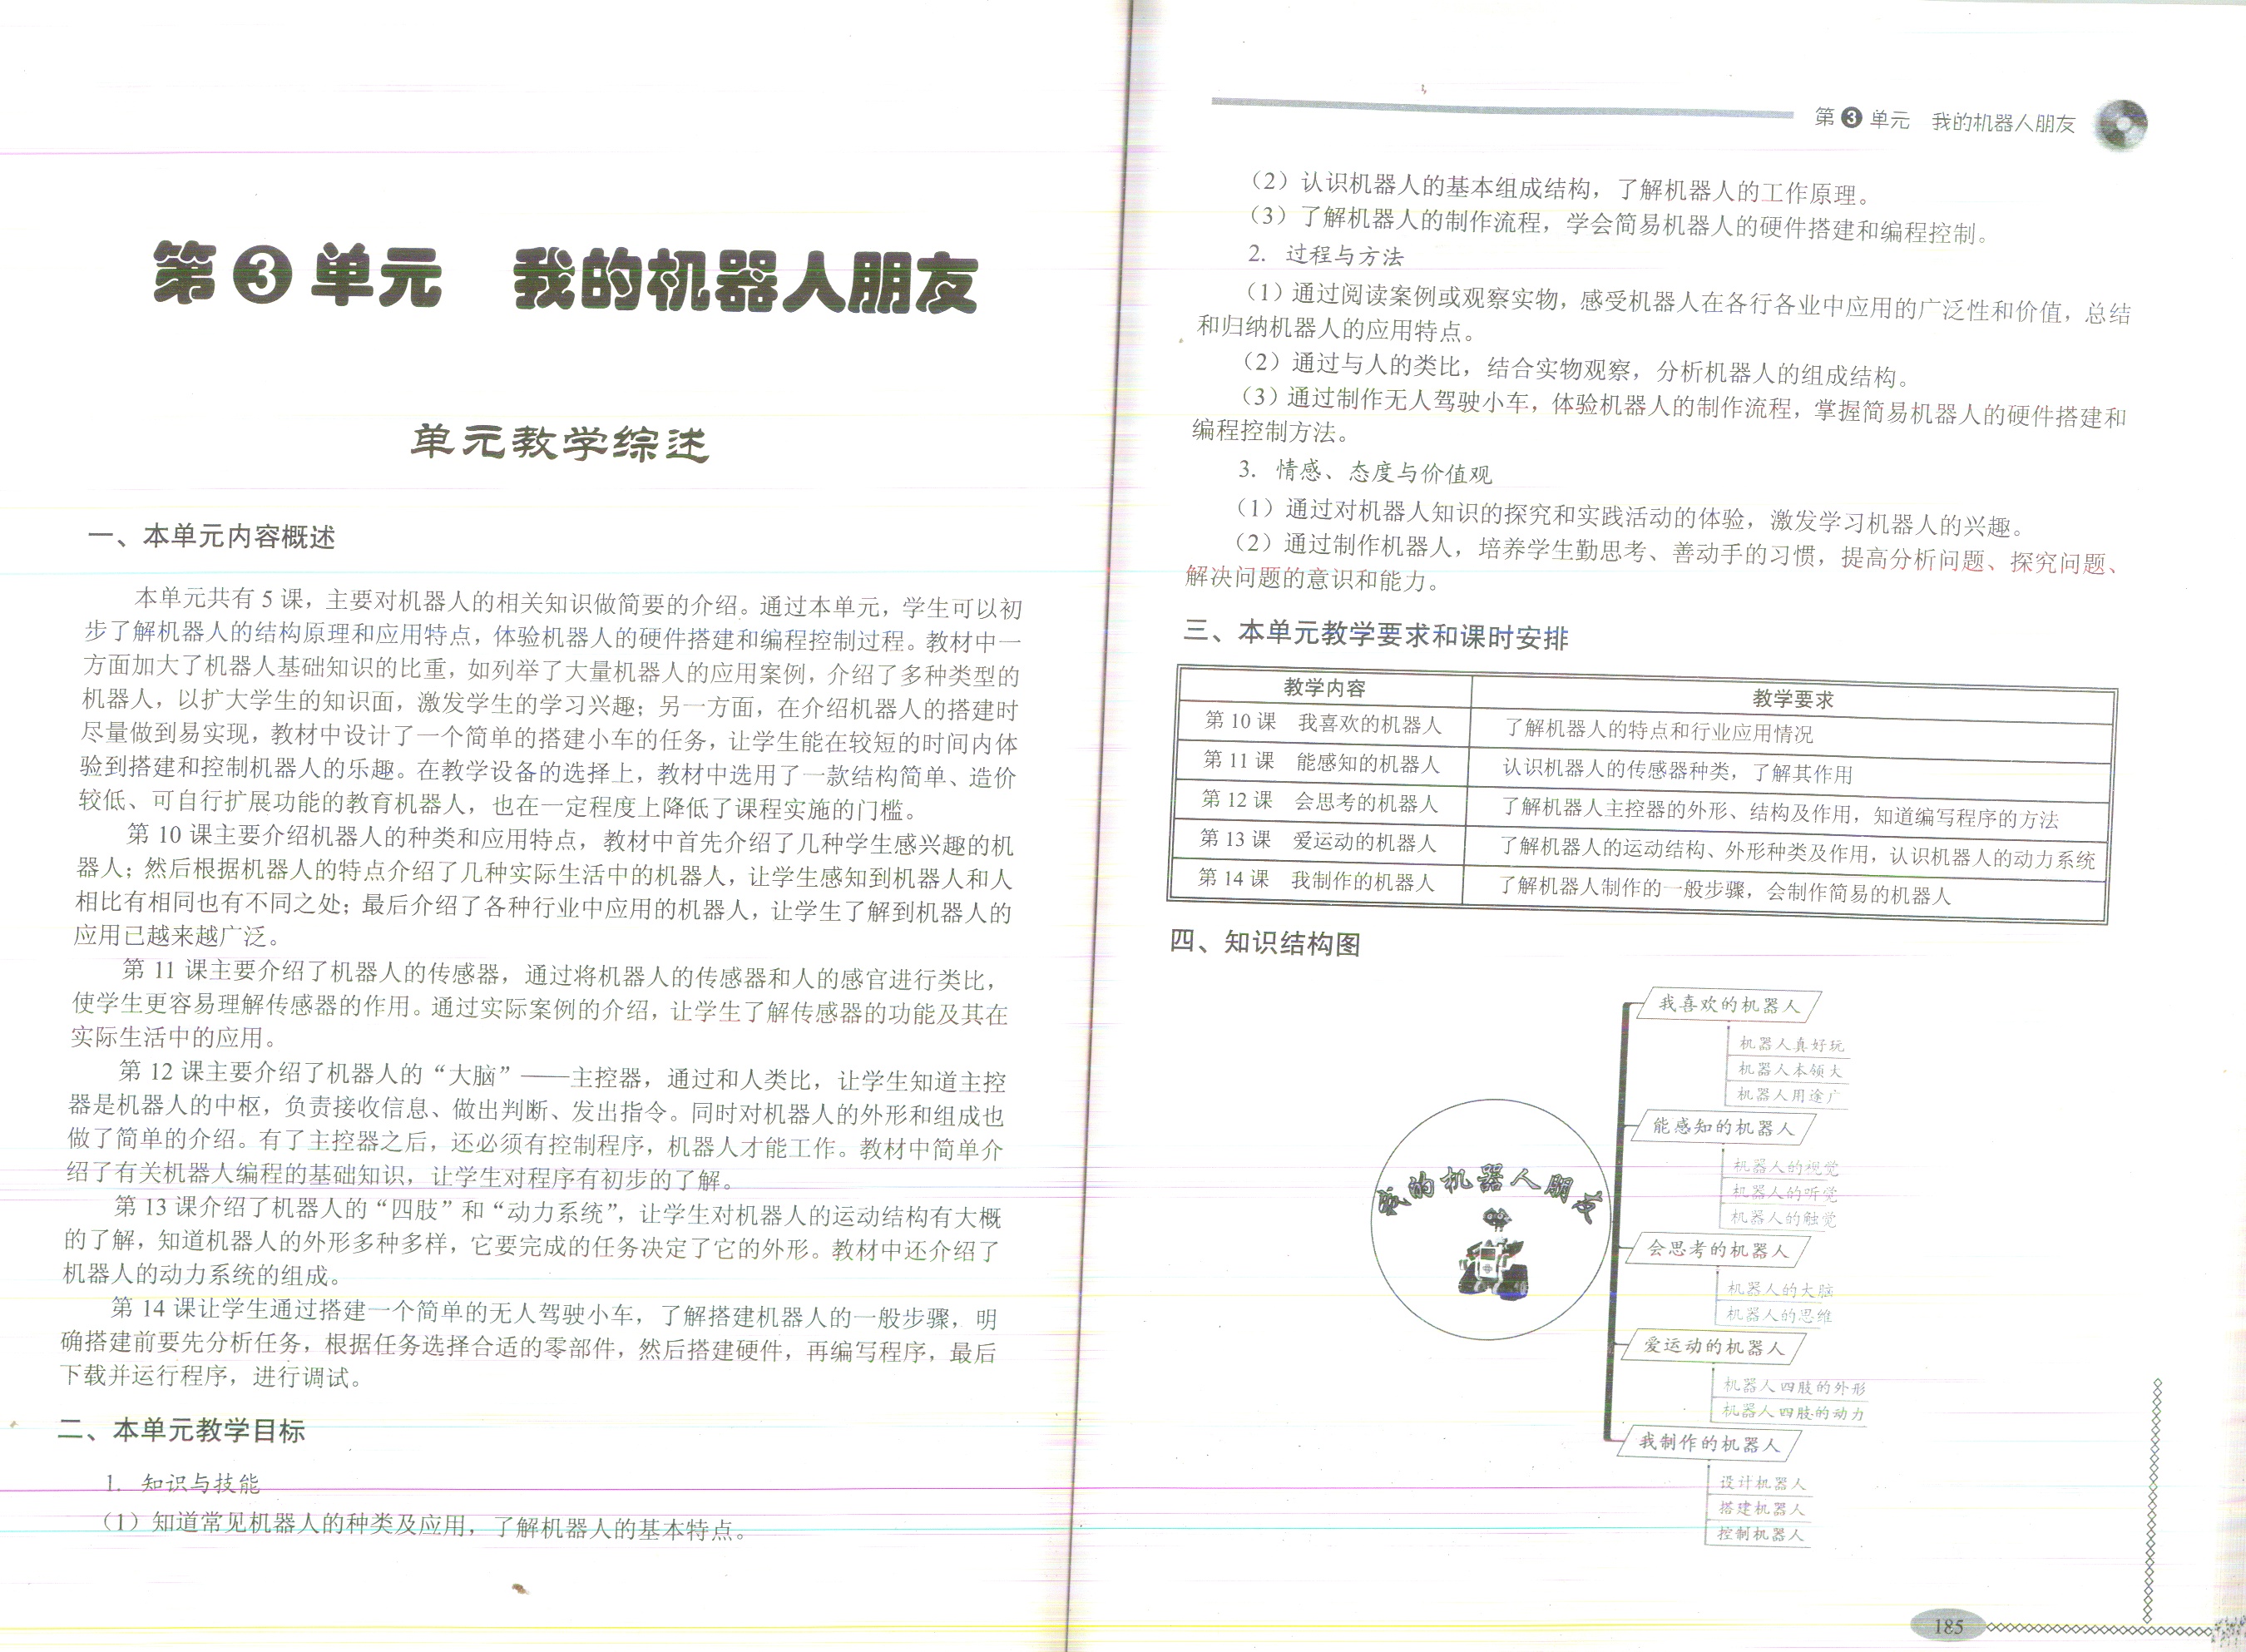 第3单元 我的机器人朋友
单元教学综述
一、本单元内容概述
本单元共有 5 课，主要对机器人的相关知识做简要的介绍。通过本单元，学生可以初
步了解机器人的结构原理和应用特点，体验机器人的硬件搭建和编程控制过程。教材中一
方面加大了机器人基础知识的比重，如列举了大量机器人的应用案例，介绍了多种类型的
机器人，以扩大学生的知识面，激发学生的学习兴趣；另一方面，在介绍机器人的搭建时
尽量做到易实现，教材中设计了一个简单的搭建小车的任务，让学生能在较短的时间内体
验到搭建和控制机器人的乐趣。在教学设备的选择上，教材中选用了一款结构简单、造价
较低、可自行扩展功能的教育机器人，也在一定程度上降低了课程实施的门槛。
第 10 课主要介绍机器人的种类和应用特点，教材中首先介绍了几种学生感兴趣的机
器人；然后根据机器人的特点介绍了几种实际生活中的机器人，让学生感知到机器人和人
相比有相同也有不同之处；最后介绍了各种行业中应用的机器人，让学生了解到机器人的
应用已越来越广泛。
第 11 课主要介绍了机器人的传感器，通过将机器人的传感器和人的感官进行类比，
使学生更容易理解传感器的作用。通过实际案例的介绍，让学生了解传感器的功能及其在
实际生活中的应用。
第 12 课主要介绍了机器人的“大脑”——主控器，通过和人类比，让学生知道主控
器是机器人的中枢，负责接收信息、做出判断、发出指令。同时对机器人的外形和组成也
做了简单的介绍。有了主控器之后，还必须有控制程序，机器人才能工作。教材中简单介
绍了有关机器人编程的基础知识，让学生对程序有初步的了解。
第 13 课介绍了机器人的“四肢”和“动力系统”，让学生对机器人的运动结构有大概
的了解，知道机器人的外形多种多样，它要完成的任务决定了它的外形。教材中还介绍了
机器人的动力系统的组成。
第 14 课让学生通过搭建一个简单的无人驾驶小车，了解搭建机器人的一般步骤，明
确搭建前要先分析任务，根据任务选择合适的零部件，然后搭建硬件，再编写程序，最后
下载并运行程序，进行调试。
二、本单元教学目标
1. 知识与技能
（1）知道常见机器人的种类及应用，了解机器人的基本特点。
第3单元 我的机器人朋友
（2）认识机器人的基本组成结构，了解机器人的工作原理。
（3）了解机器人的制作流程，学会简易机器人的硬件搭建和编程控制。
2. 过程与方法
（1）通过阅读案例或观察实物，感受机器人在各行各业中应用的广泛性和价值，总结
和归纳机器人的应用特点。
（2）通过与人的类比，结合实物观察，分析机器人的组成结构。
（3）通过制作无人驾驶小车，体验机器人的制作流程，掌握简易机器人的硬件搭建和
编程控制方法。
3. 情感、态度与价值观
（1）通过对机器人知识的探究和实践活动的体验，激发学习机器人的兴趣。
（2）通过制作机器人，培养学生勤思考、善动手的习惯，提高分析问题、探究问题、
解决问题的意识和能力。
三、本单元教学要求和课时安排
教学内容 教学要求
第 10 课 我喜欢的机器人 了解机器人的特点和行业应用情况
第 11 课 能感知的机器人 认识机器人的传感器种类，了解其作用
第 12 课 会思考的机器人 了解机器人主控器的外形、结构及作用，知道编写程序的方法
第 13 课 爱运动的机器人 了解机器人的运动结构、外形种类及作用，认识机器人的动力系统
第 14 课 我制作的机器人 了解机器人制作的一般步骤，会制作简易的机器人
四、知识结构图
我的机器人朋友
我喜欢的机器人
机器人真好玩
机器人本领大
机器人用途广
能感知的机器人
机器人的视觉
机器人的听觉
机器人的触觉
会思考的机器人
机器人的大脑
机器人的思维
爱运动的机器人
机器人四肢的外形
机器人四肢的动力
我制作的机器人
设计机器人
搭建机器人
控制机器人
185